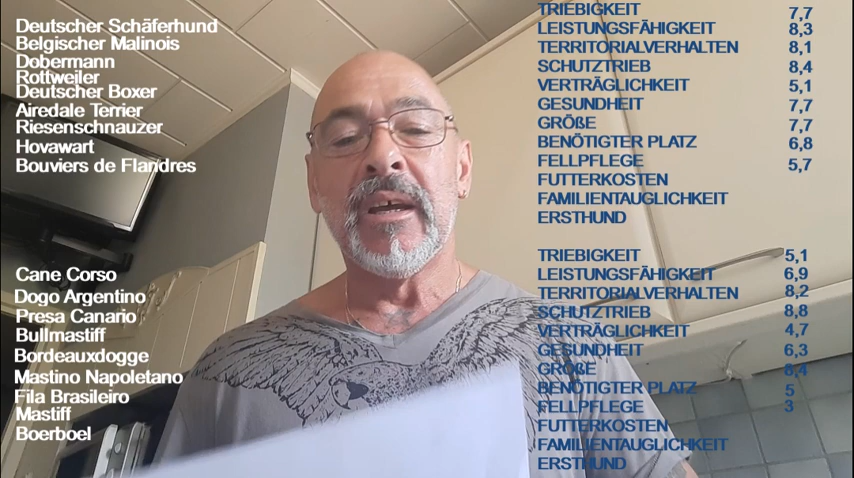 Deutscher Schäferhund
Belgischer Malinois
Dobermann
Rottweiler
Deutscher Boxer
Airedale Terrier
Riesenschnauzer
Hovawart
Bouviers de Flandres
TRIEBIGKEIT 7,7
LEISTUNGSFÄHIGKEIT 8,3
TERRITORIALVERHALTEN 8,1
SCHUTZTRIEB 8,4
VERTRÄGLICHKEIT 5,1
GESUNDHEIT 7,7
GRÖßE 7,7
BENÖTIGTER PLATZ 6,8
FELLPFLEGE 5,7
FUTTERKOSTEN
FAMILIENTAUGLICHKEIT
ERSTHUND
Cane Corso
Dogo Argentino
Presa Canario
Bullmastiff
Bordeauxdogge
Mastino Napoletano
Fila Brasileiro
Mastiff
Boerboel
TRIEBIGKEIT 5,1
LEISTUNGSFÄHIGKEIT 6,9
TERRITORIALVERHALTEN 8,2
SCHUTZTRIEB 8,8
VERTRÄGLICHKEIT 4,7
GESUNDHEIT 6,3
GRÖßE 8,4
BENÖTIGTER PLATZ 5
FELLPFLEGE 3
FUTTERKOSTEN
FAMILIENTAUGLICHKEIT
ERSTHUND